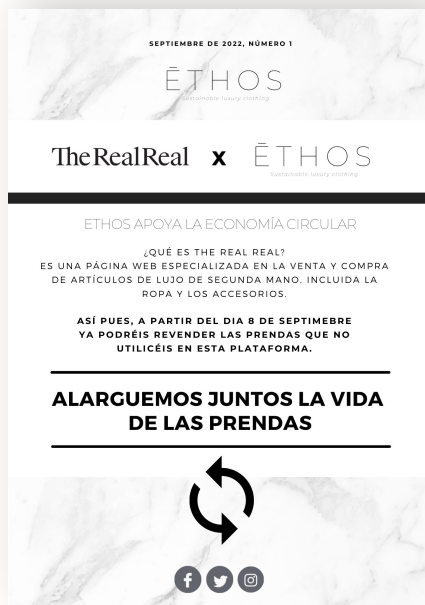 SEPTIEMBRE DE 2022, NÚMERO 1
ĒTHOS
Sustainable luxury clothing
TheRealReal x ĒTHOS
Sustainable luxury clothing
ETHOS APOYA LA ECONOMÍA CIRCULAR
¿QUÉ ES THE REAL REAL?
ES UNA PÁGINA WEB ESPECIALIZADA EN LA VENTA Y COMPRA
DE ARTÍCULOS DE LUJO DE SEGUNDA MANO, INCLUIDA LA
ROPA Y LOS ACCESORIOS.
ASÍ PUES, A PARTIR DEL DIA 8 DE SEPTIMEBRE
YA PODRÉIS REVENDER LAS PRENDAS QUE NO
UTILICÉIS EN ESTA PLATAFORMA.
ALARGUEMOS JUNTOS LA VIDA
DE LAS PRENDAS